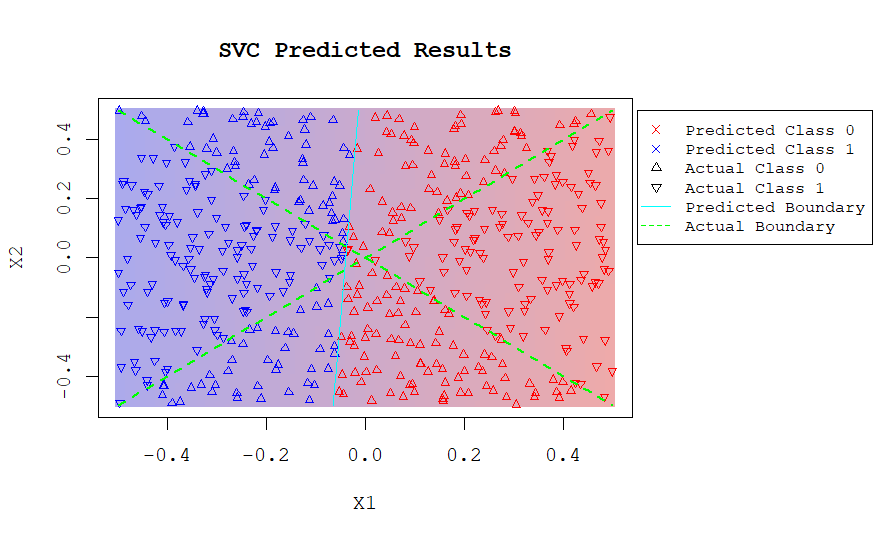 SVC Predicted Results
0.4
0.2
0.0
-0.4
X2
-0.4
-0.2
0.0
0.2
0.4
X1
Predicted Class 0
Predicted Class 1
Actual Class 0
Actual Class 1
Predicted Boundary
Actual Boundary